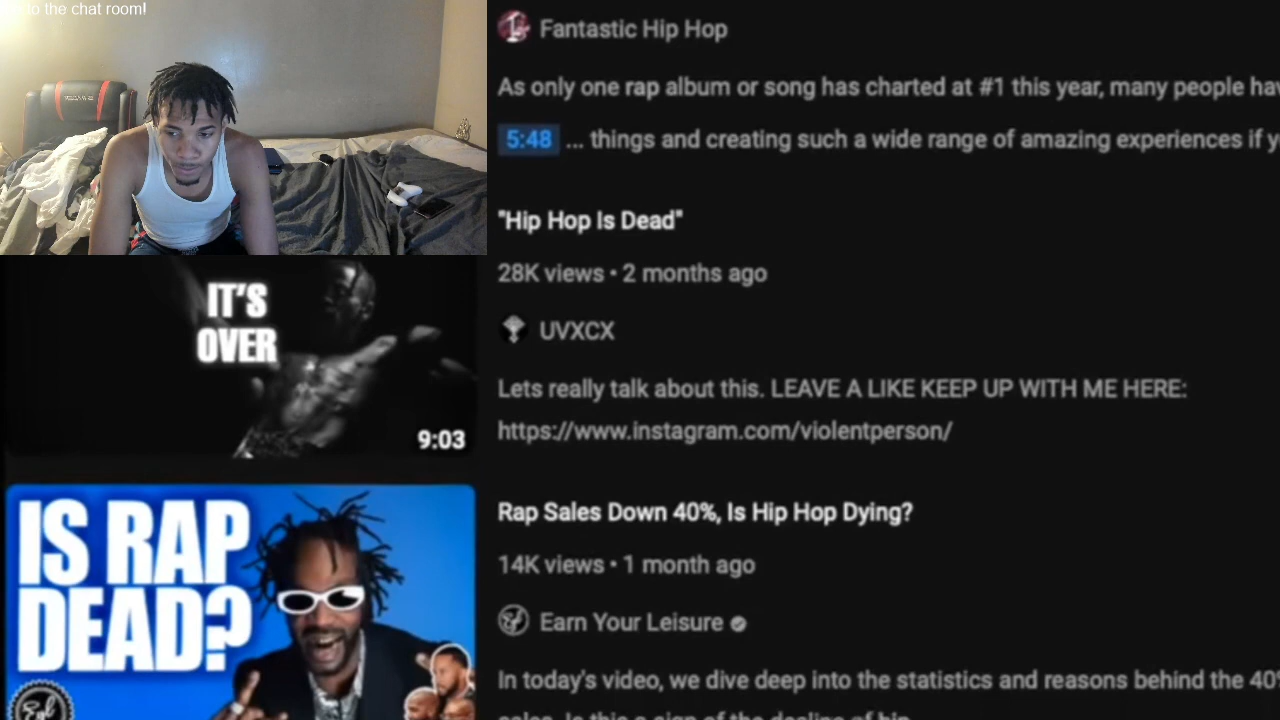 to the chat room!
Fantastic Hip Hop
As only one rap album or song has charted at #1 this year, many people
5:48 ... things and creating such a wide range of amazing experiences if
"Hip Hop Is Dead"
28K views • 2 months ago
IT'S
OVER
UVXCX
Lets really talk about this. LEAVE A LIKE KEEP UP WITH ME HERE:
https://www.instagram.com/violentperson/
9:03
IS RAP
DEAD?
Rap Sales Down 40%, Is Hip Hop Dying?
14K views • 1 month ago
Earn Your Leisure
In today's video, we dive deep into the statistics and reasons behind the